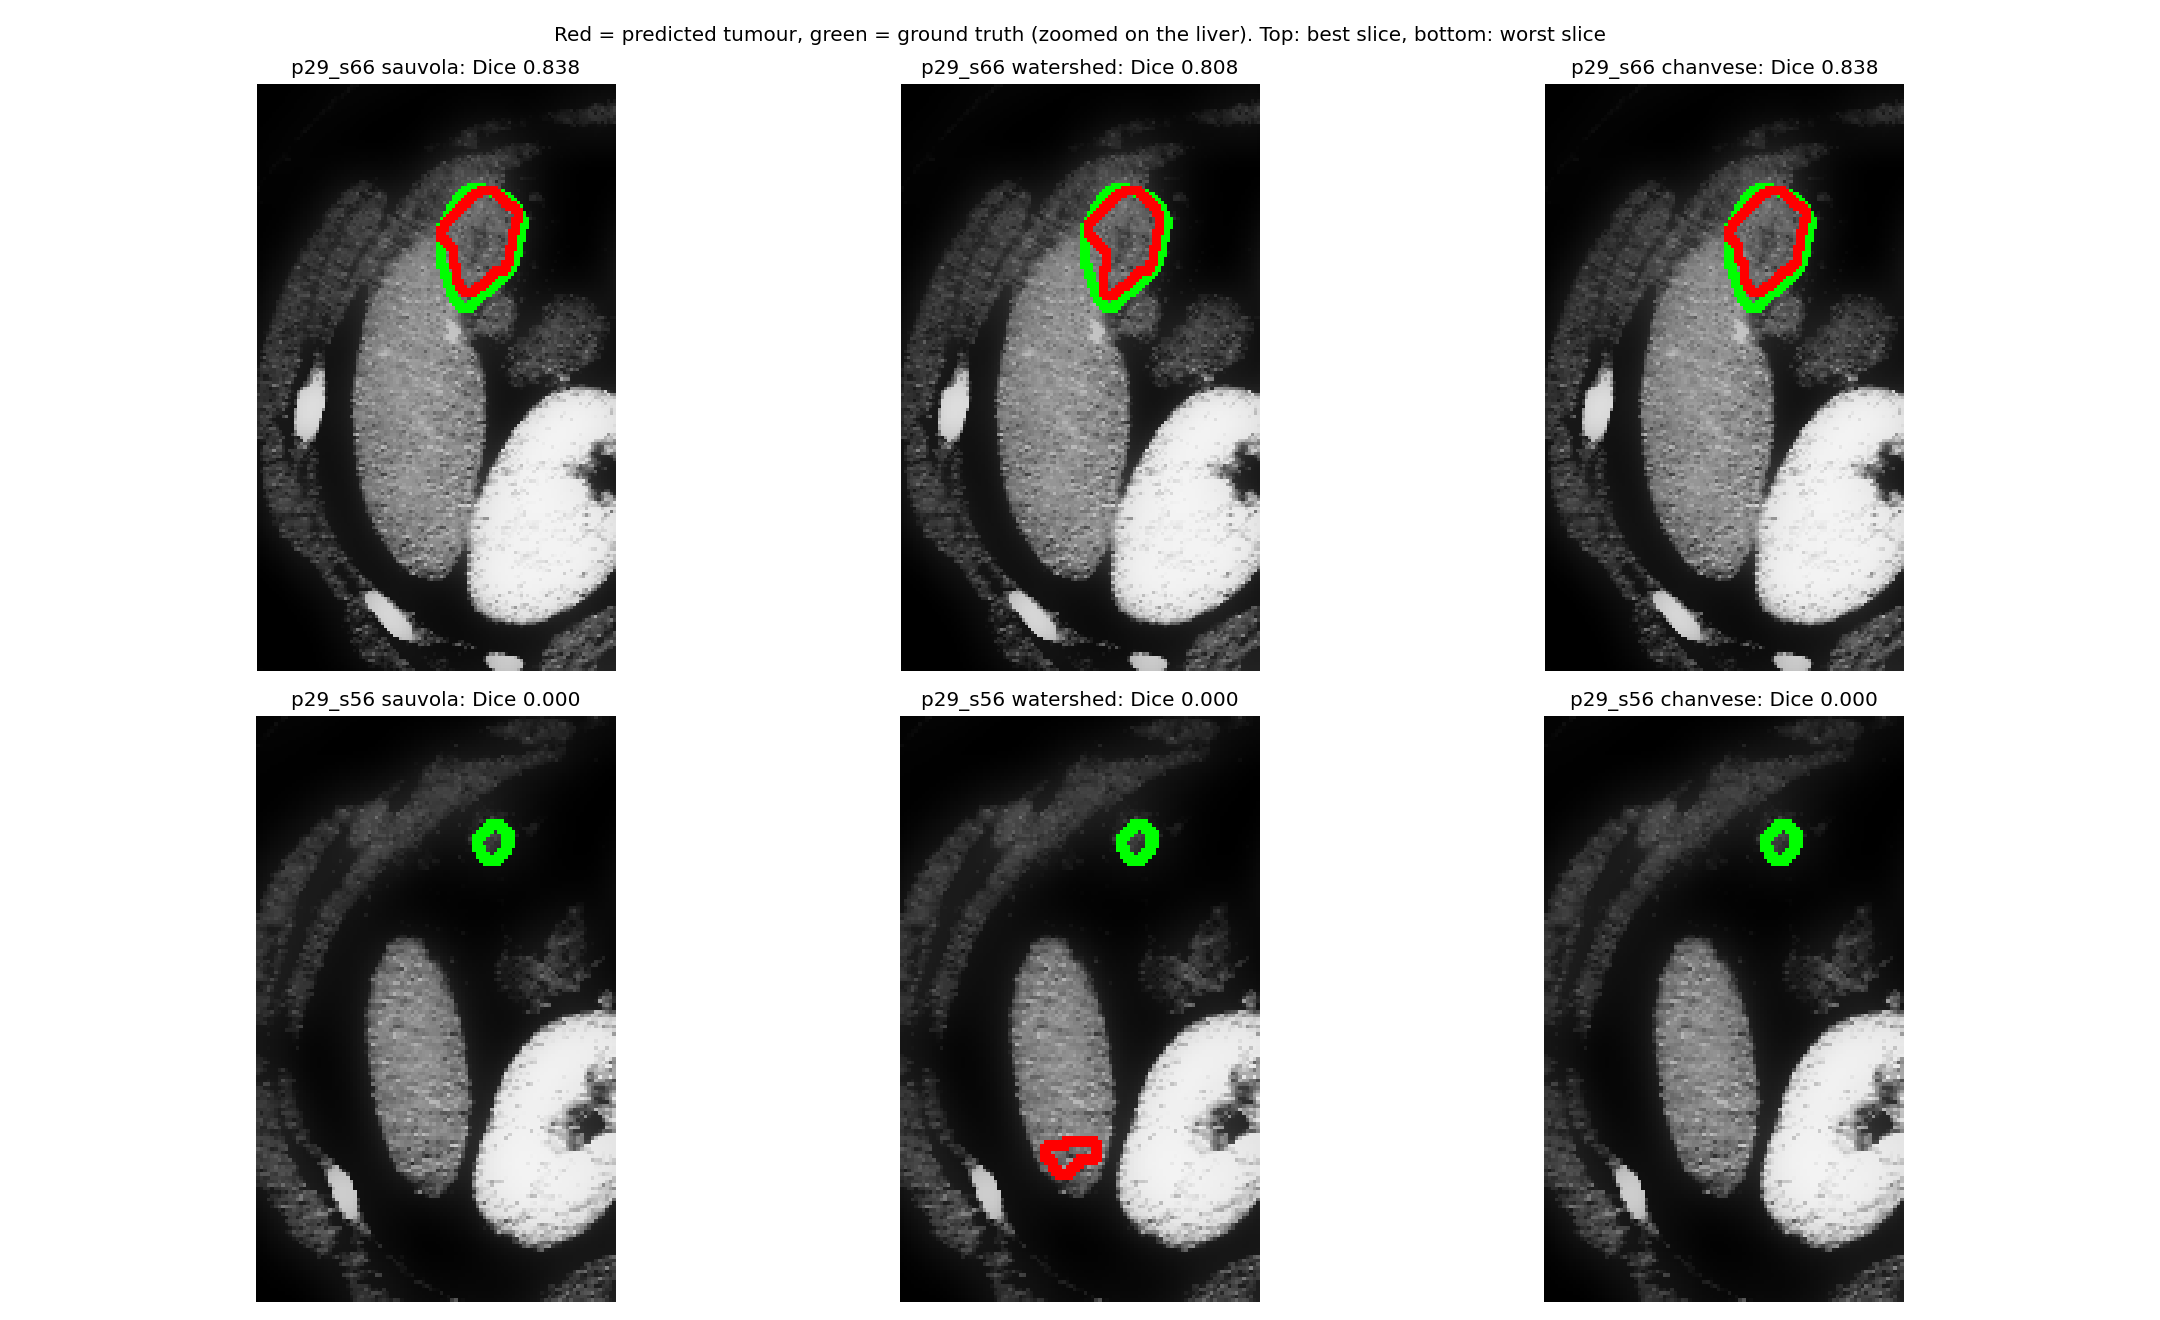 Red = predicted tumour, green = ground truth (zoomed on the liver). Top: best slice, bottom: worst slice
p29_s66 sauvola: Dice 0.838
p29_s66 watershed: Dice 0.808
p29_s66 chanvese: Dice 0.838
p29_s56 sauvola: Dice 0.000
p29_s56 watershed: Dice 0.000
p29_s56 chanvese: Dice 0.000